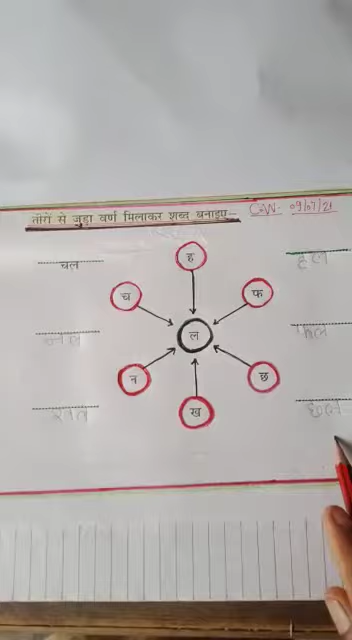 तीरों से जुड़ा वर्ण मिलाकर शब्द बनाइए- C.W. 09/07/21
ह
हल
चल
च
फ
नल
ल
फल
न
छ
ख
खल
छल